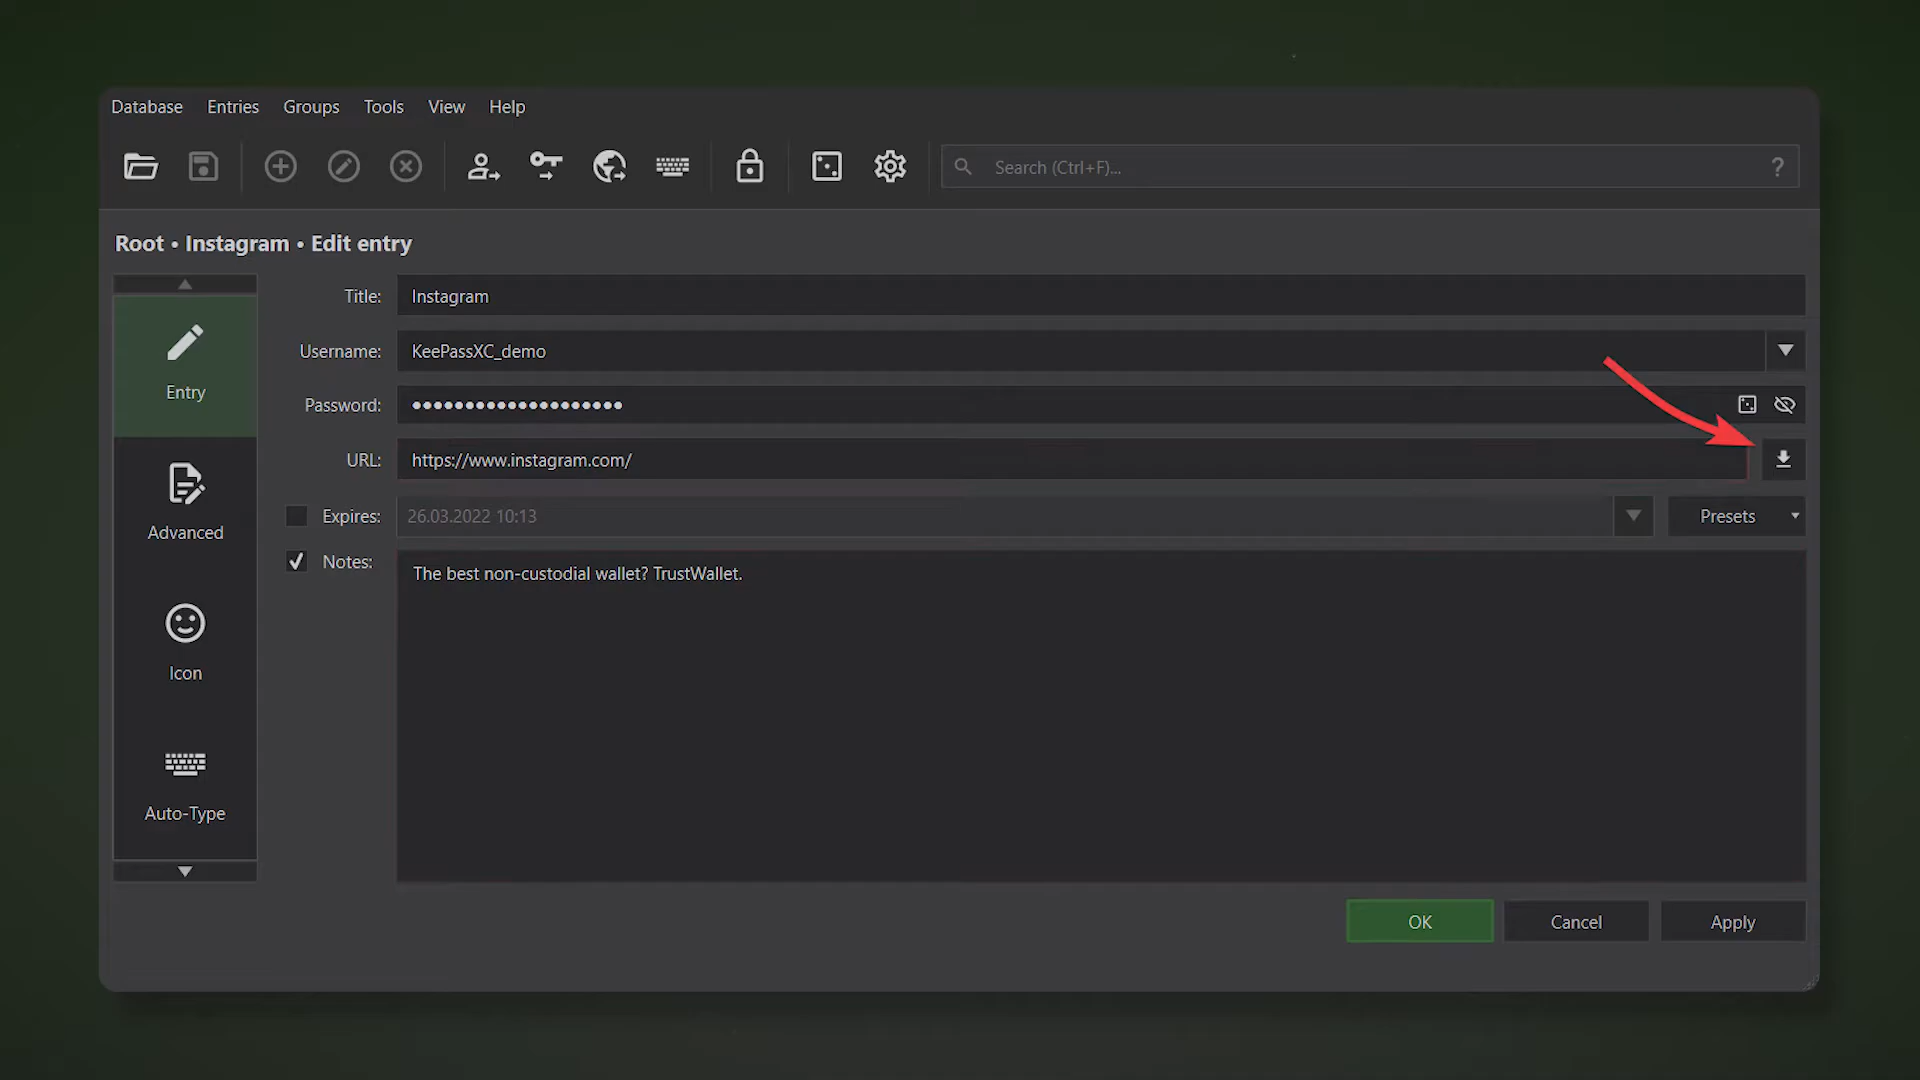 Database Entries Groups Tools View Help
Search (Ctrl+F)... ?
Root • Instagram • Edit entry
Title: Instagram
Username: KeePassXC_demo
Password: ••••••••••••••••••••
URL: https://www.instagram.com/
Expires: 26.03.2022 10:13 Presets
Notes: The best non-custodial wallet? TrustWallet.
Entry
Advanced
Icon
Auto-Type
OK Cancel Apply